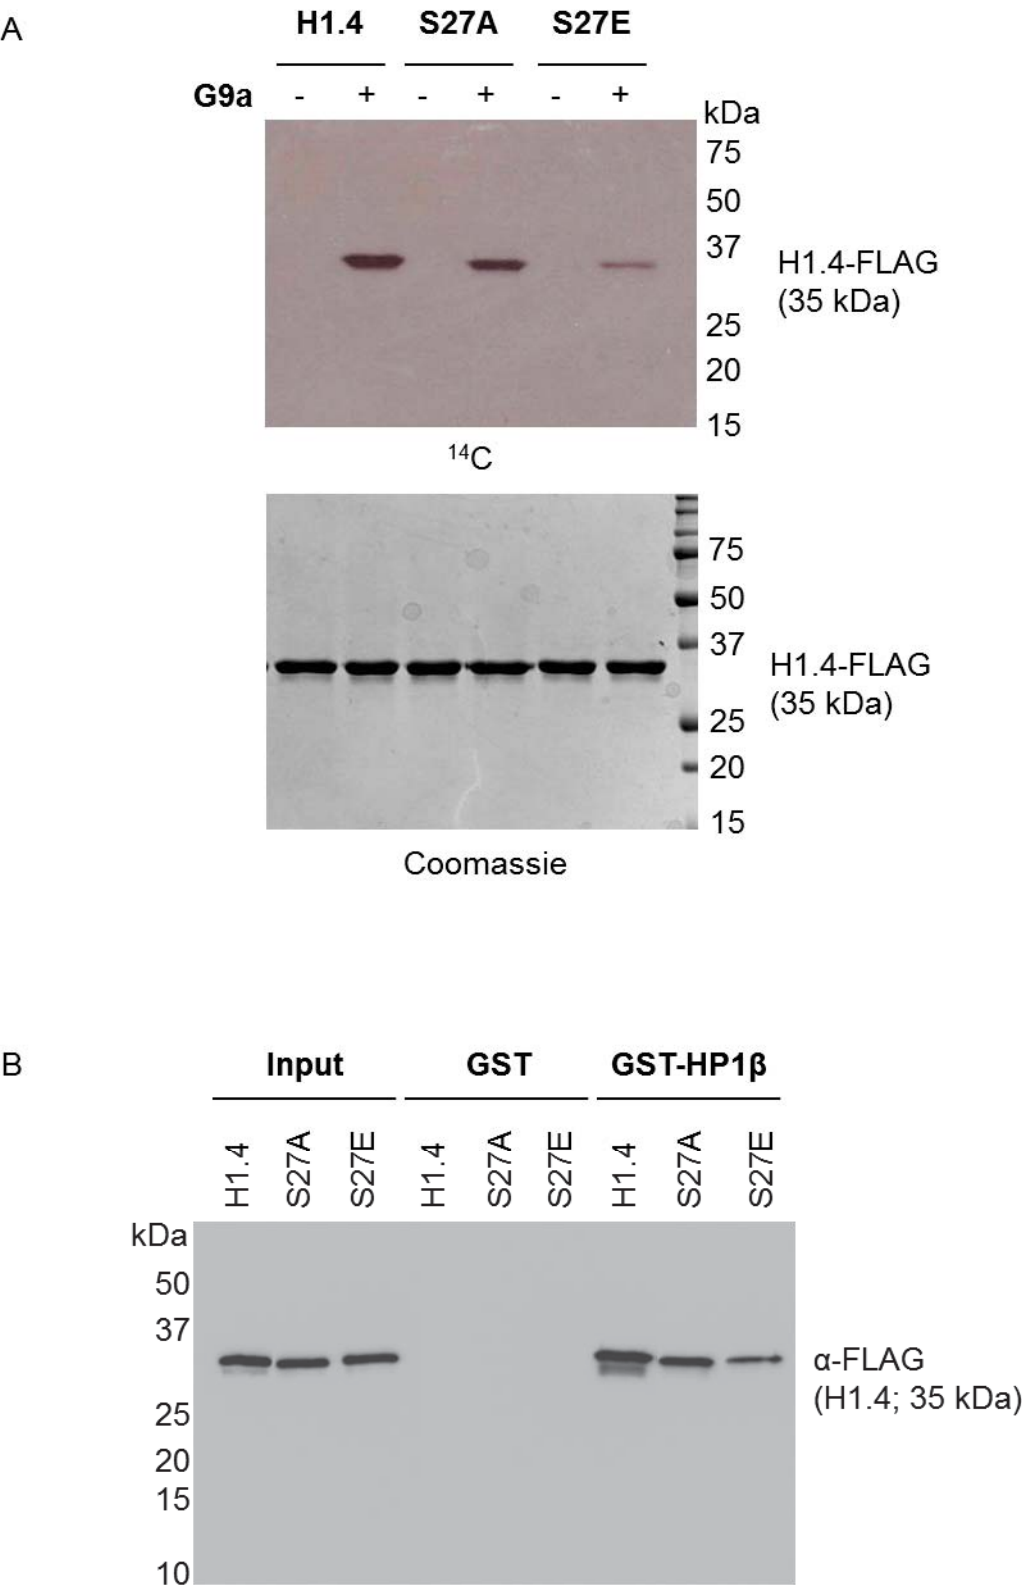 A
H1.4 S27A S27E
G9a - + - + - +
kDa
75
50
37
H1.4-FLAG
(35 kDa)
25
20
15
¹⁴C
75
50
37
H1.4-FLAG
(35 kDa)
25
20
15
Coomassie
B
Input GST GST-HP1β
H1.4 S27A S27E H1.4 S27A S27E H1.4 S27A S27E
kDa
50
37
α-FLAG
(H1.4; 35 kDa)
25
20
15
10